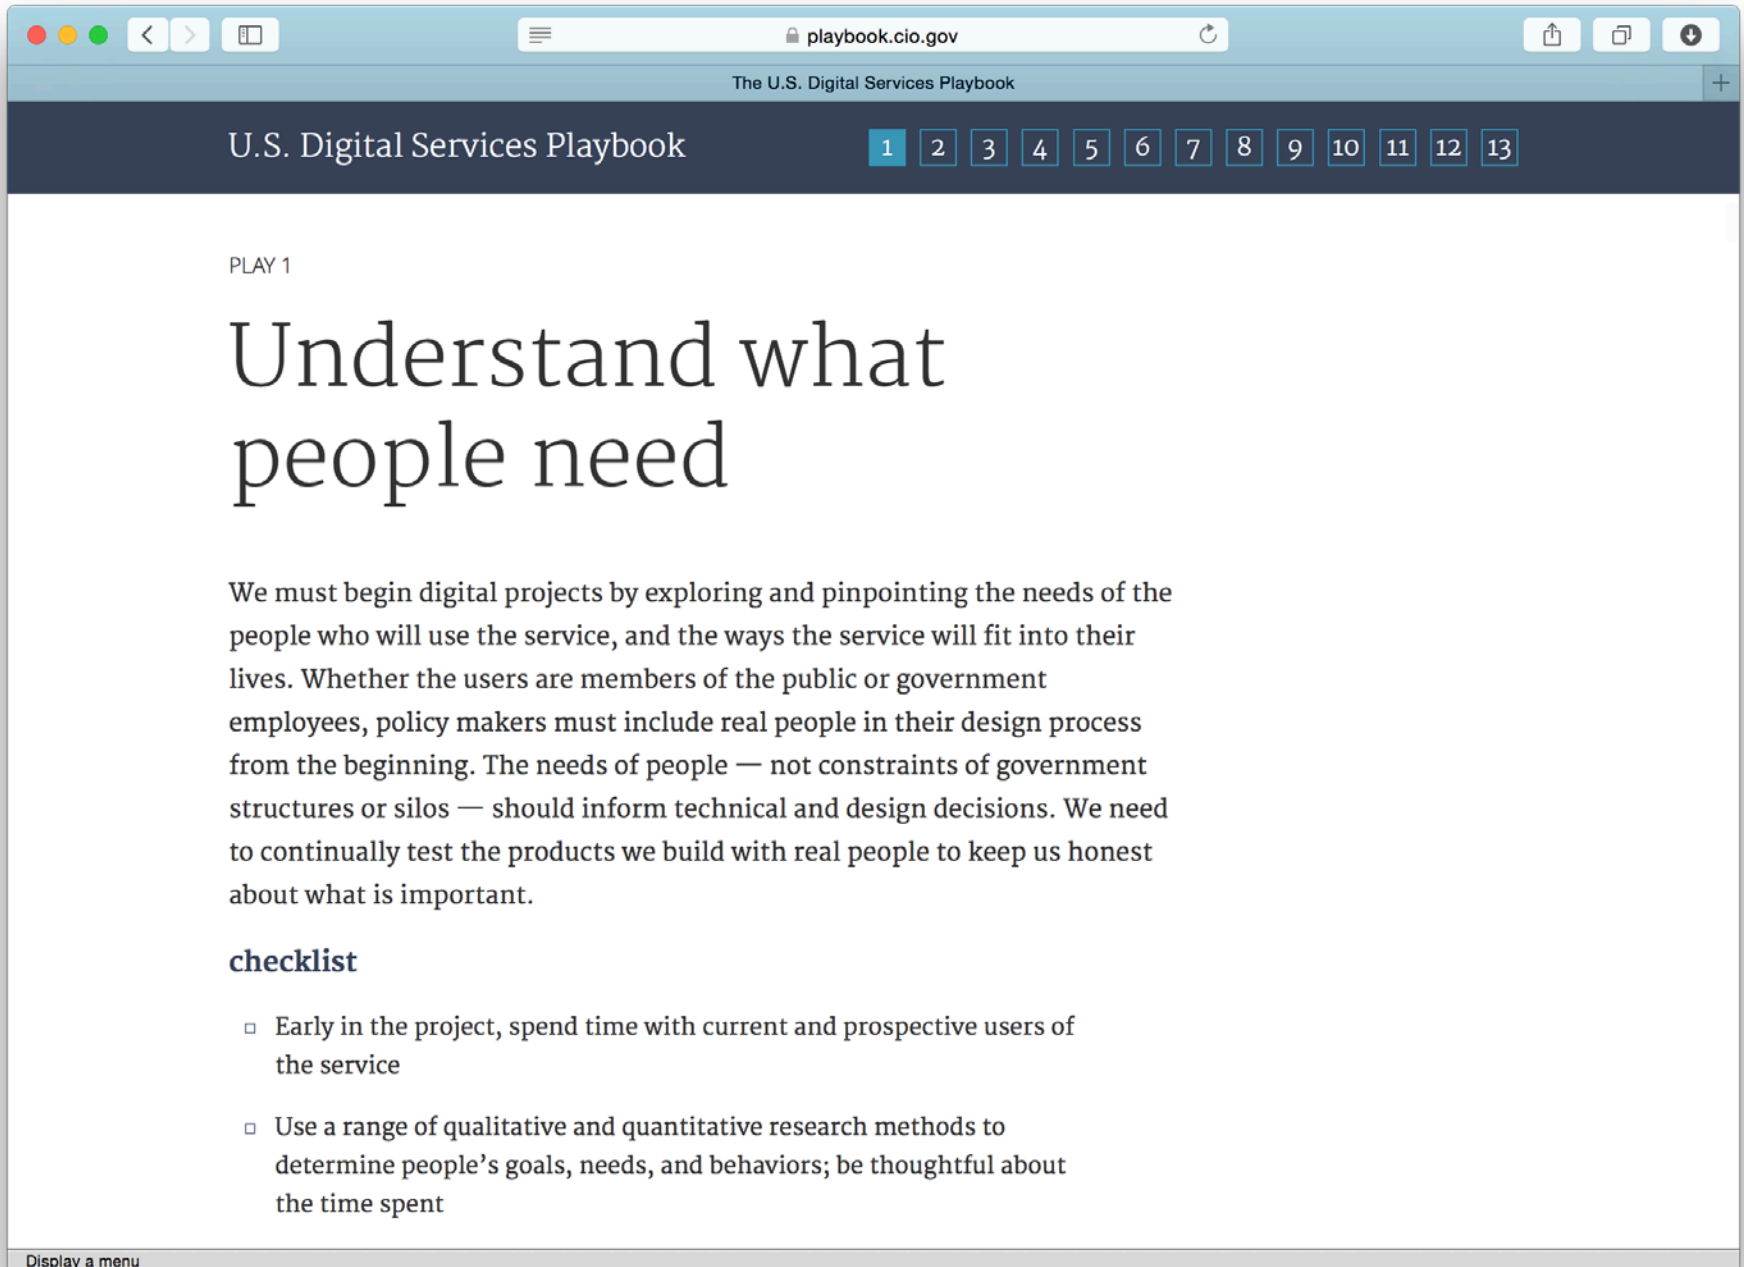 playbook.cio.gov
The U.S. Digital Services Playbook
U.S. Digital Services Playbook 1 2 3 4 5 6 7 8 9 10 11 12 13
PLAY 1
Understand what
people need
We must begin digital projects by exploring and pinpointing the needs of the
people who will use the service, and the ways the service will fit into their
lives. Whether the users are members of the public or government
employees, policy makers must include real people in their design process
from the beginning. The needs of people — not constraints of government
structures or silos — should inform technical and design decisions. We need
to continually test the products we build with real people to keep us honest
about what is important.
checklist
Early in the project, spend time with current and prospective users of
the service
Use a range of qualitative and quantitative research methods to
determine people’s goals, needs, and behaviors; be thoughtful about
the time spent
Display a menu